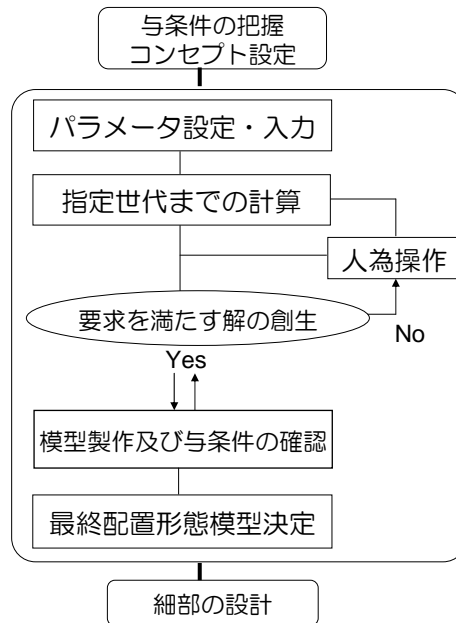 与条件の把握
コンセプト設定
パラメータ設定・入力
指定世代までの計算
人為操作
要求を満たす解の創生
No
Yes
模型製作及び与条件の確認
最終配置形態模型決定
細部の設計